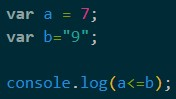 var a = 7;
var b="9";
console.log(a<=b);